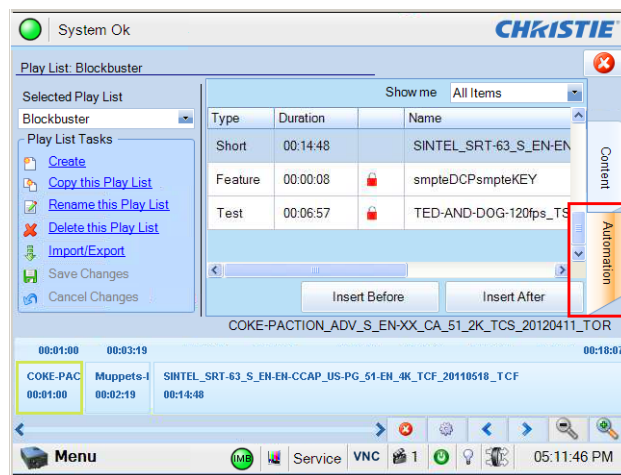 System Ok
CHRISTIE
Play List: Blockbuster
Selected Play List
Blockbuster
Play List Tasks
Create
Copy this Play List
Rename this Play List
Delete this Play List
Import/Export
Save Changes
Cancel Changes
Show me All Items
Type Duration Name
Short 00:14:48 SINTEL_SRT-63_S_EN-EN
Feature 00:00:08 smpteDCPsmpteKEY
Test 00:06:57 TED-AND-DOG-120fps_TS
Insert Before Insert After
Content
Automation
COKE-PACTION_ADV_S_EN-XX_CA_51_2K_TCS_20120411_TOR
00:01:00 00:03:19 00:18:07
COKE-PAC Muppets-I SINTEL_SRT-63_S_EN-EN-CCAP_US-PG_51-EN_4K_TCF_20110518_TCF
00:01:00 00:02:19 00:14:48
Menu IMB Service VNC 1 05:11:46 PM